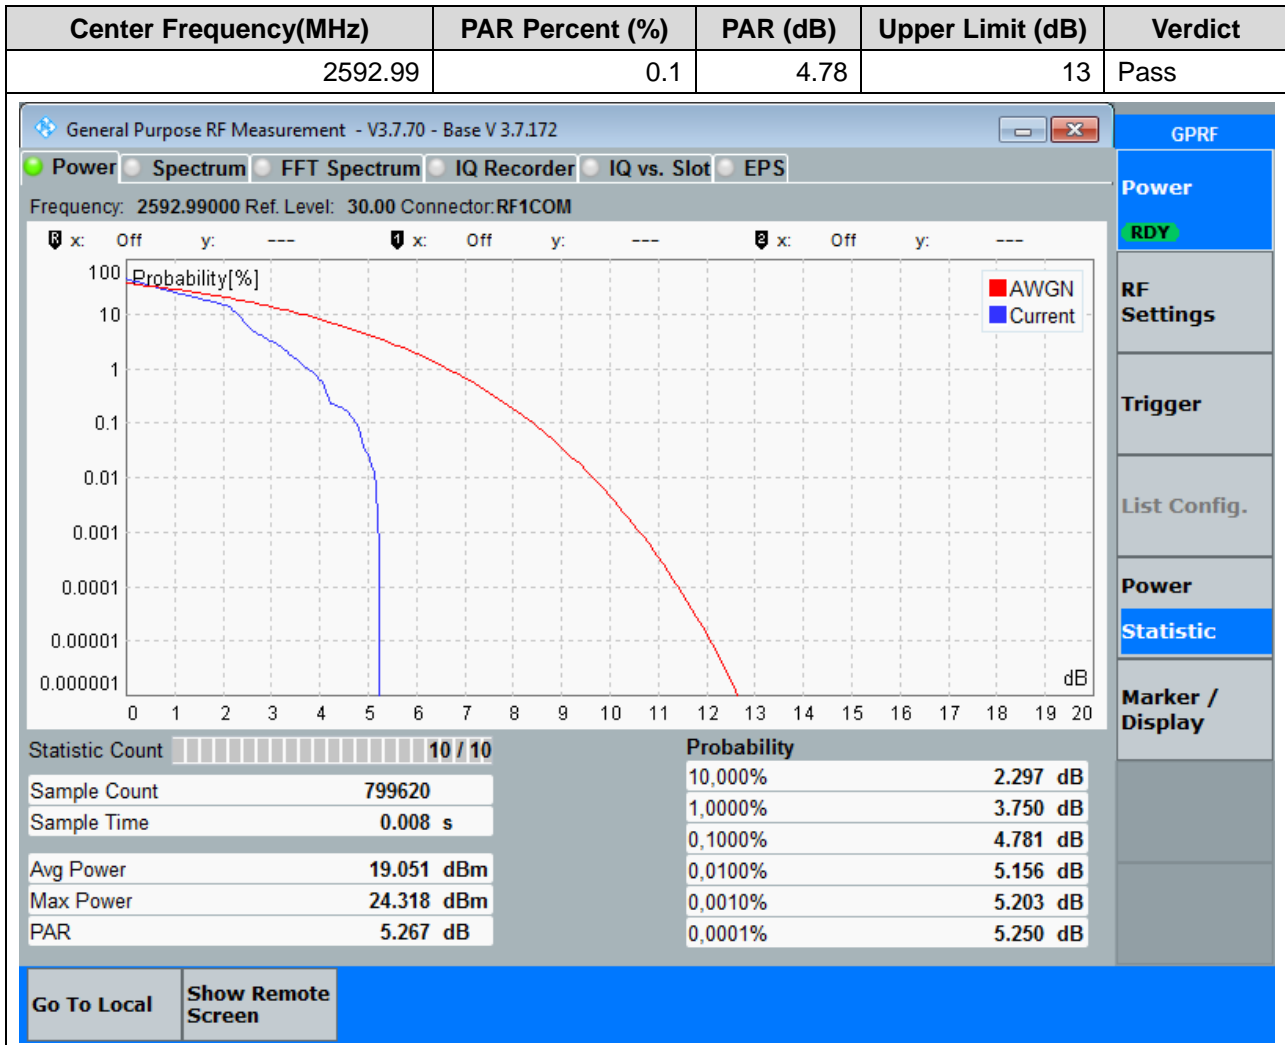 Center Frequency(MHz) PAR Percent (%) PAR (dB) Upper Limit (dB) Verdict
2592.99 0.1 4.78 13 Pass
General Purpose RF Measurement - V3.7.70 - Base V 3.7.172
GPRF
Power Spectrum FFT Spectrum IQ Recorder IQ vs. Slot EPS
Frequency: 2592.99000 Ref. Level: 30.00 Connector: RF1COM
R x: Off y: --- 1 x: Off y: --- 2 x: Off y: ---
Probability[%]
AWGN
Current
100
10
1
0.1
0.01
0.001
0.0001
0.00001
0.000001
dB
0 1 2 3 4 5 6 7 8 9 10 11 12 13 14 15 16 17 18 19 20
Statistic Count 10 / 10
Sample Count 799620
Sample Time 0.008 s
Avg Power 19.051 dBm
Max Power 24.318 dBm
PAR 5.267 dB
Probability
10,000% 2.297 dB
1,0000% 3.750 dB
0,1000% 4.781 dB
0,0100% 5.156 dB
0,0010% 5.203 dB
0,0001% 5.250 dB
Power
RDY
RF
Settings
Trigger
List Config.
Power
Statistic
Marker /
Display
Go To Local
Show Remote
Screen